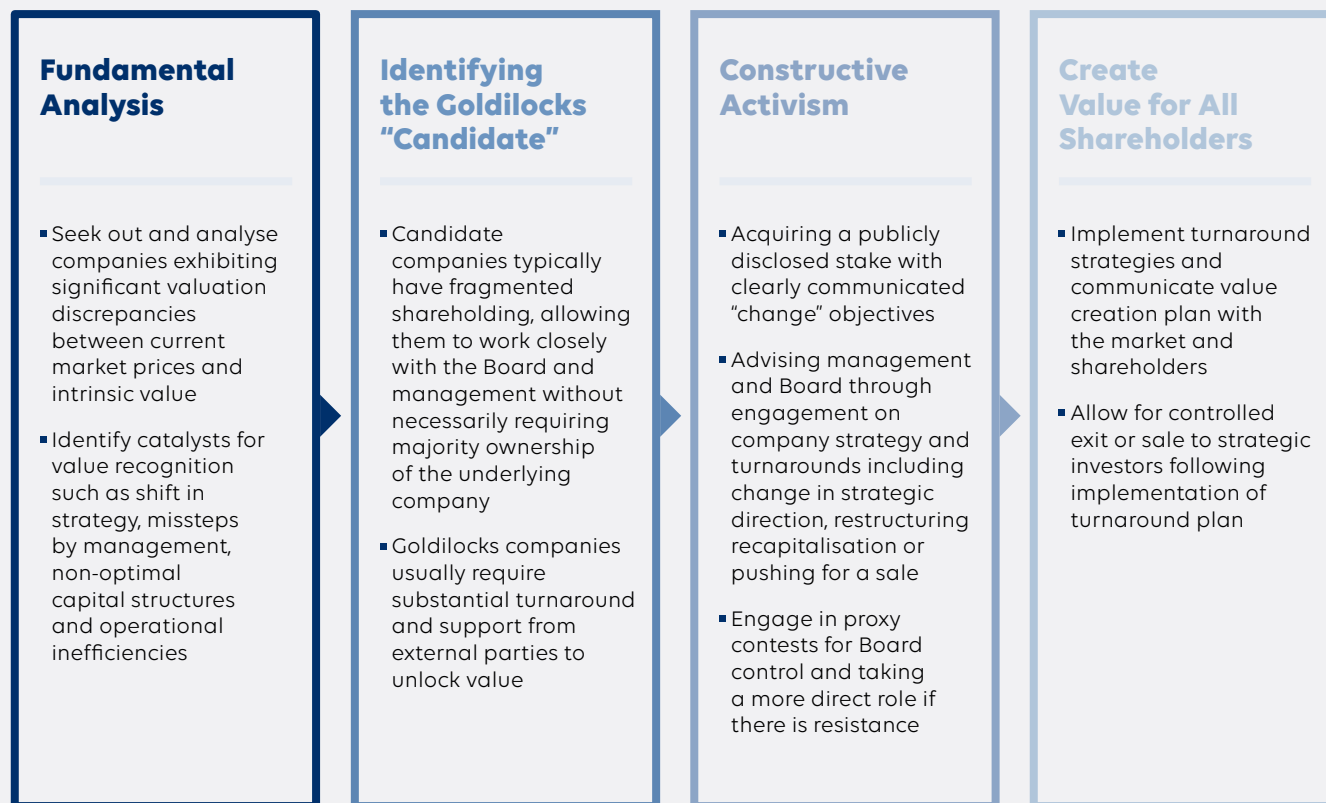 Fundamental
Analysis
▪ Seek out and analyse
companies exhibiting
significant valuation
discrepancies
between current
market prices and
intrinsic value
▪ Identify catalysts for
value recognition
such as shift in
strategy, missteps
by management,
non-optimal
capital structures
and operational
inefficiencies
Identifying
the Goldilocks
“Candidate”
▪ Candidate
companies typically
have fragmented
shareholding, allowing
them to work closely
with the Board and
management without
necessarily requiring
majority ownership
of the underlying
company
▪ Goldilocks companies
usually require
substantial turnaround
and support from
external parties to
unlock value
Constructive
Activism
▪ Acquiring a publicly
disclosed stake with
clearly communicated
“change” objectives
▪ Advising management
and Board through
engagement on
company strategy and
turnarounds including
change in strategic
direction, restructuring
recapitalisation or
pushing for a sale
▪ Engage in proxy
contests for Board
control and taking
a more direct role if
there is resistance
Create
Value for All
Shareholders
▪ Implement turnaround
strategies and
communicate value
creation plan with
the market and
shareholders
▪ Allow for controlled
exit or sale to strategic
investors following
implementation of
turnaround plan